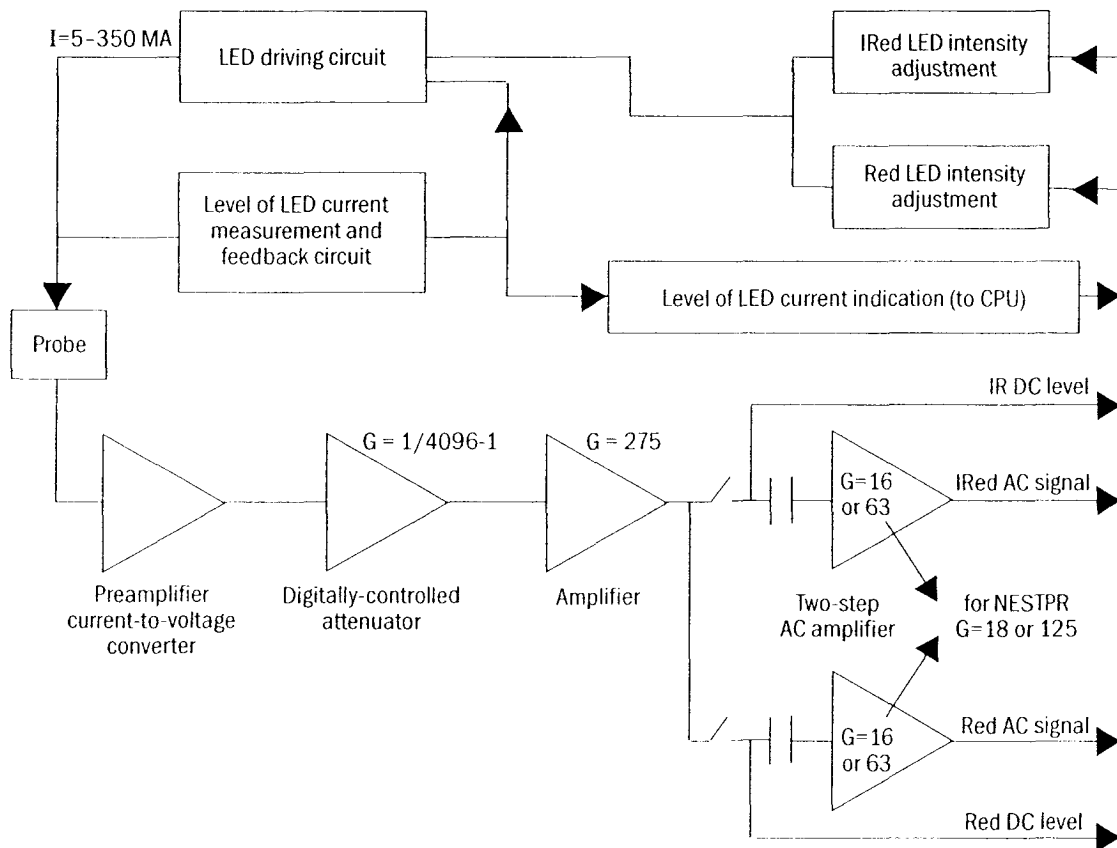 I=5-350 MA
LED driving circuit
IRed LED intensity
adjustment
Red LED intensity
adjustment
Level of LED current
measurement and
feedback circuit
Level of LED current indication (to CPU)
Probe
IR DC level
G = 1/4096-1
G = 275
G=16
or 63
IRed AC signal
Preamplifier
current-to-voltage
converter
Digitally-controlled
attenuator
Amplifier
Two-step
AC amplifier
for NESTPR
G=18 or 125
G=16
or 63
Red AC signal
Red DC level